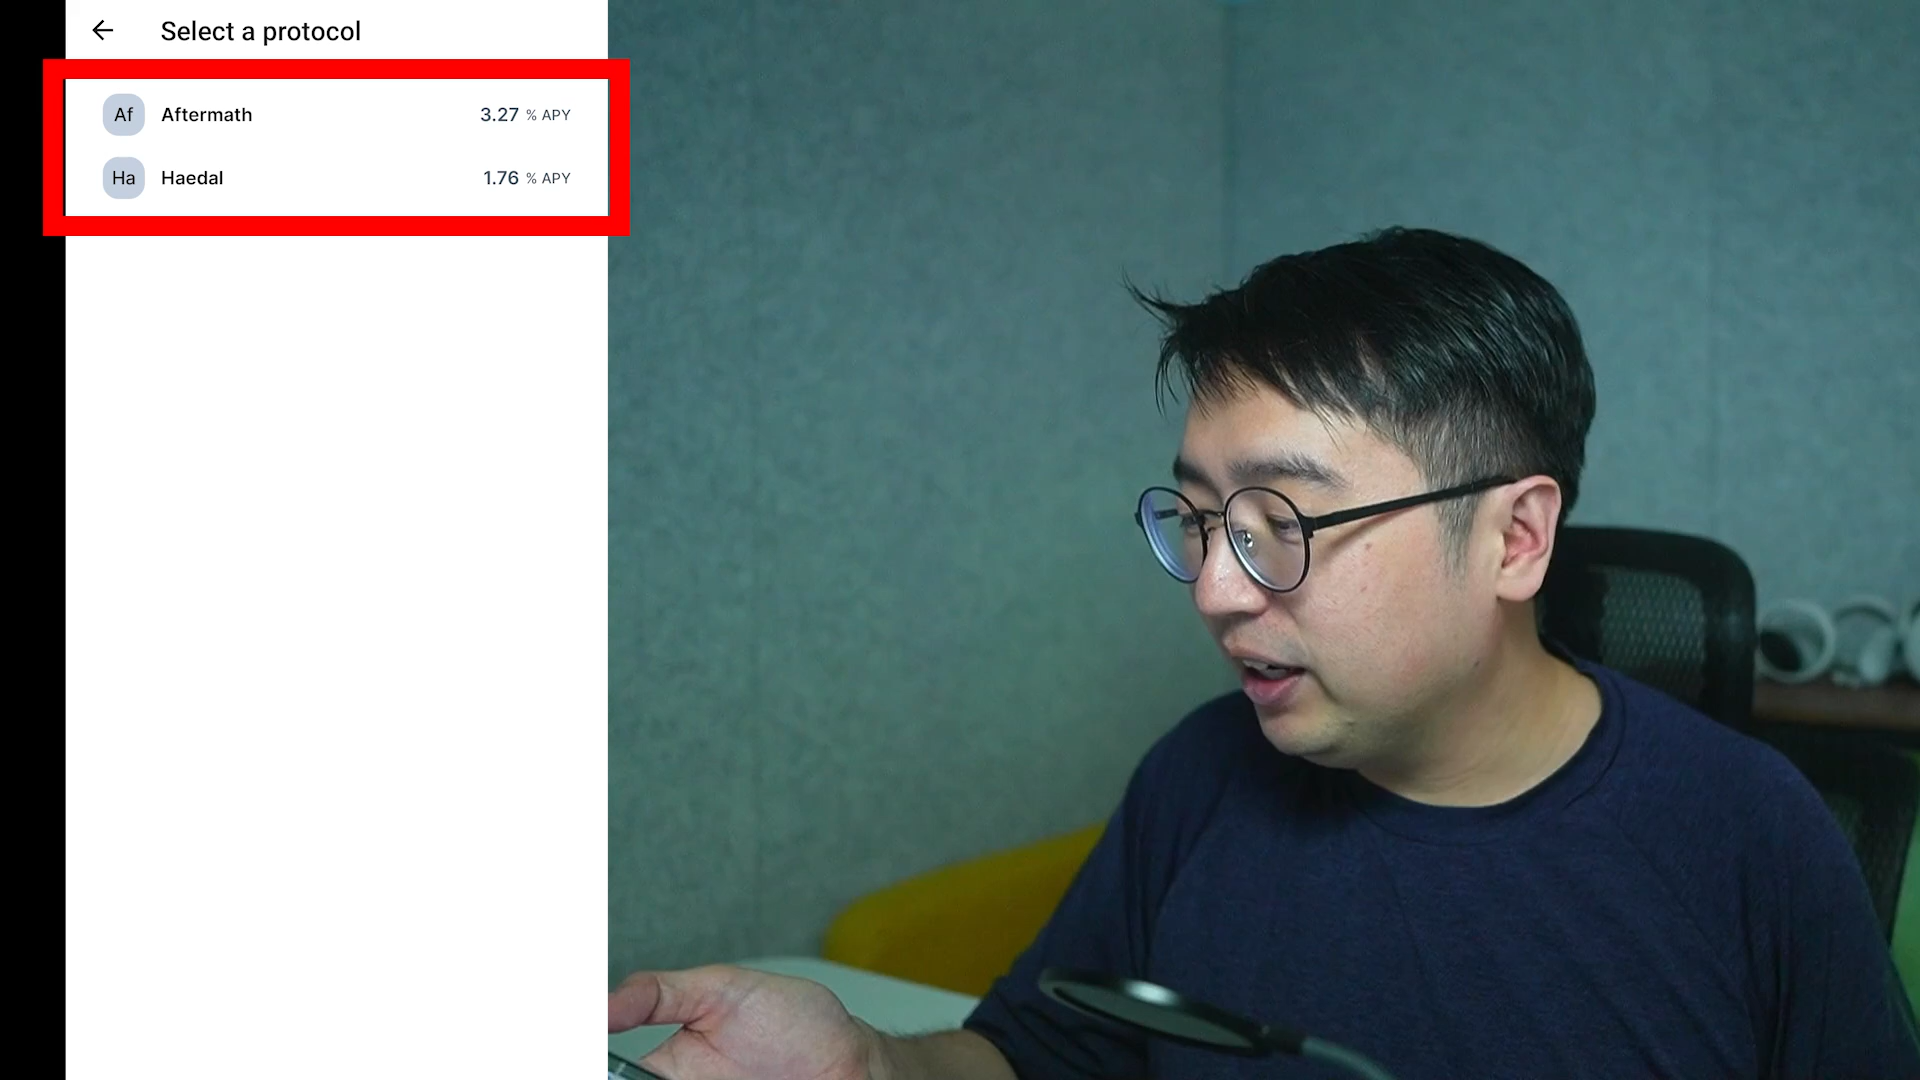 Select a protocol
Af Aftermath 3.27 % APY
Ha Haedal 1.76 % APY